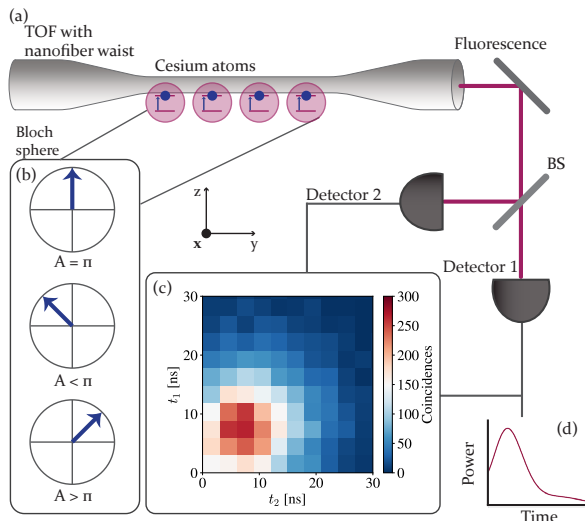 (a)
TOF with
nanofiber waist
Cesium atoms
Fluorescence
Bloch
sphere
(b)
A = π
A < π
A > π
z
x
y
BS
Detector 2
Detector 1
(c)
30
20
10
0
t₁ [ns]
0
10
20
30
t₂ [ns]
300
250
200
150
100
50
0
Coincidences
(d)
Power
Time